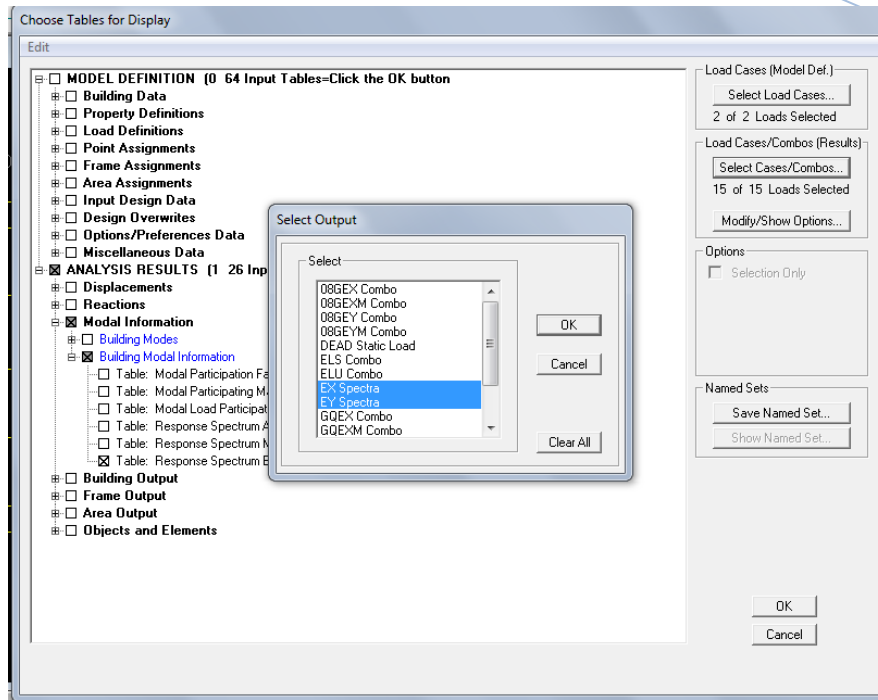 Choose Tables for Display
Edit
MODEL DEFINITION (0 64 Input Tables=Click the OK button
Building Data
Property Definitions
Load Definitions
Point Assignments
Frame Assignments
Area Assignments
Input Design Data
Design Overwrites
Options/Preferences Data
Miscellaneous Data
ANALYSIS RESULTS (1 26 Inp
Displacements
Reactions
Modal Information
Building Modes
Building Modal Information
Table: Modal Participation Fa
Table: Modal Participating M
Table: Modal Load Participat
Table: Response Spectrum A
Table: Response Spectrum M
Table: Response Spectrum B
Building Output
Frame Output
Area Output
Objects and Elements
Select Output
Select
08GEX Combo
08GEXM Combo
08GEY Combo
08GEYM Combo
DEAD Static Load
ELS Combo
ELU Combo
EX Spectra
EY Spectra
GQEX Combo
GQEXM Combo
OK
Cancel
Clear All
Load Cases (Model Def.)
Select Load Cases...
2 of 2 Loads Selected
Load Cases/Combos (Results)
Select Cases/Combos...
15 of 15 Loads Selected
Modify/Show Options...
Options
Selection Only
Named Sets
Save Named Set...
Show Named Set...
OK
Cancel